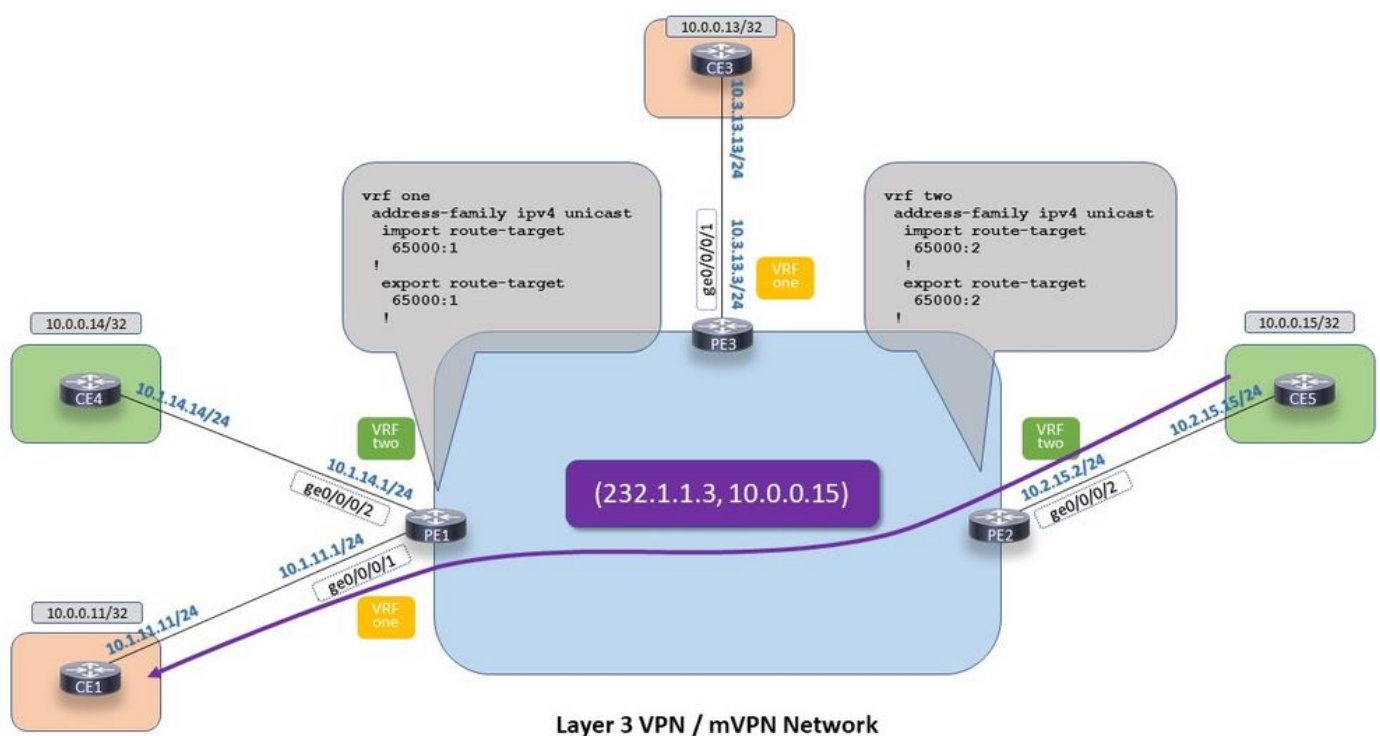 10.0.0.13/32
CE3
10.3.13.13/24
vrf one
address-family ipv4 unicast
import route-target
65000:1
!
export route-target
65000:1
!
ge0/0/0/1
10.3.13.3/24
VRF
one
vrf two
address-family ipv4 unicast
import route-target
65000:2
!
export route-target
65000:2
!
10.0.0.14/32
CE4
10.1.14.14/24
VRF
two
10.1.14.1/24
ge0/0/0/2
PE3
10.0.0.15/32
CE5
10.2.15.15/24
VRF
two
10.2.15.2/24
ge0/0/0/2
(232.1.1.3, 10.0.0.15)
PE1
PE2
10.1.11.1/24
ge0/0/0/1
VRF
one
10.0.0.11/32
10.1.11.11/24
CE1
Layer 3 VPN / mVPN Network